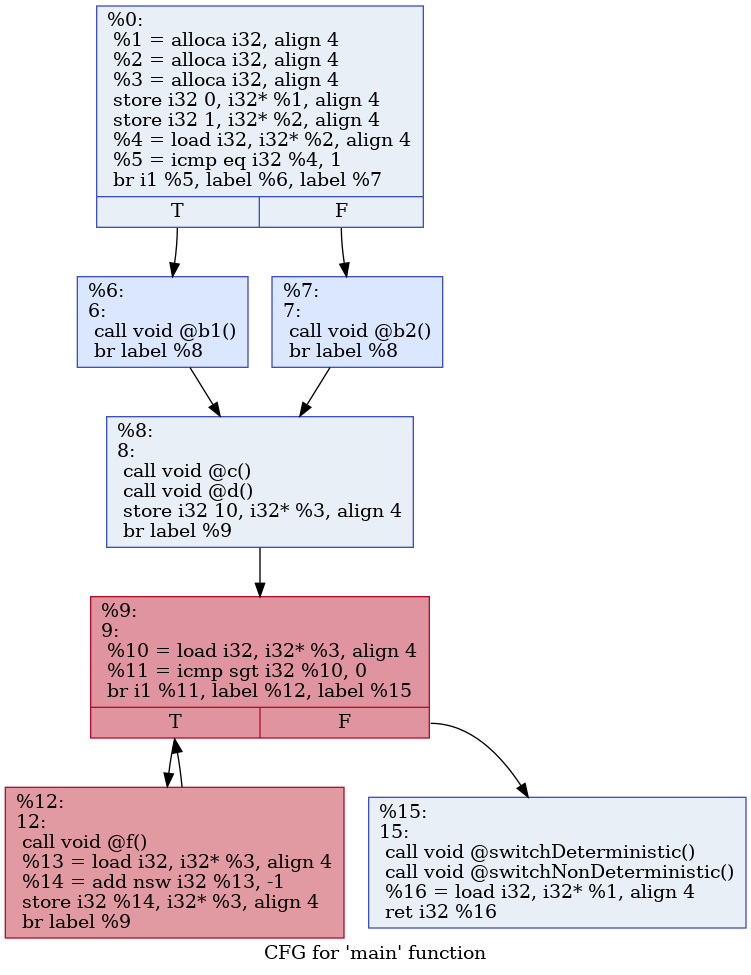 %0:
%1 = alloca i32, align 4
%2 = alloca i32, align 4
%3 = alloca i32, align 4
store i32 0, i32* %1, align 4
store i32 1, i32* %2, align 4
%4 = load i32, i32* %2, align 4
%5 = icmp eq i32 %4, 1
br i1 %5, label %6, label %7
T
F
%6:
6:
call void @b1()
br label %8
%7:
7:
call void @b2()
br label %8
%8:
8:
call void @c()
call void @d()
store i32 10, i32* %3, align 4
br label %9
%9:
9:
%10 = load i32, i32* %3, align 4
%11 = icmp sgt i32 %10, 0
br i1 %11, label %12, label %15
T
F
%12:
12:
call void @f()
%13 = load i32, i32* %3, align 4
%14 = add nsw i32 %13, -1
store i32 %14, i32* %3, align 4
br label %9
%15:
15:
call void @switchDeterministic()
call void @switchNonDeterministic()
%16 = load i32, i32* %1, align 4
ret i32 %16
CFG for 'main' function